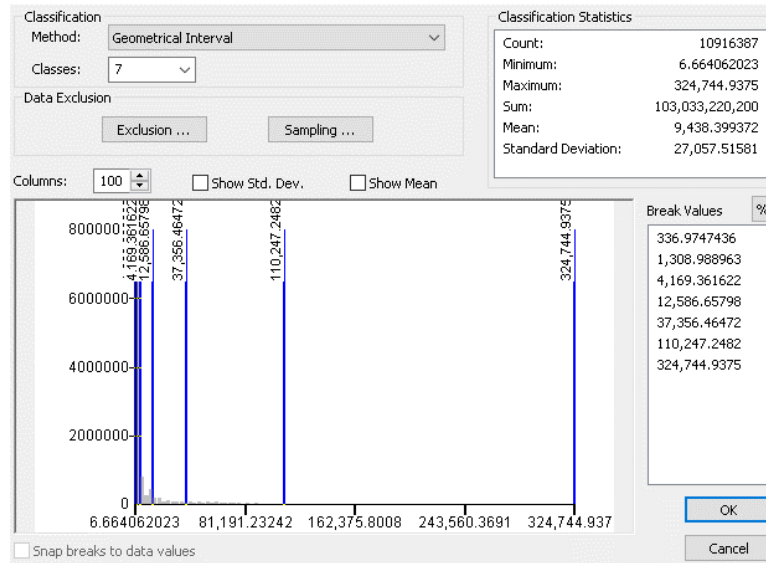 Classification
Method: Geometrical Interval
Classes: 7
Data Exclusion
Exclusion ...
Sampling ...
Classification Statistics
Count: 10916387
Minimum: 6.664062023
Maximum: 324,744.9375
Sum: 103,033,220,200
Mean: 9,438.399372
Standard Deviation: 27,057.51581
Columns: 100
Show Std. Dev.
Show Mean
8000000
6000000
4000000
2000000
0
4,169.361622
12,586.65798
37,356.46472
110,247.2482
324,744.9375
6.664062023 81,191.23242 162,375.8008 243,560.3691 324,744.937
Break Values %
336.9747436
1,308.988963
4,169.361622
12,586.65798
37,356.46472
110,247.2482
324,744.9375
OK
Cancel
Snap breaks to data values